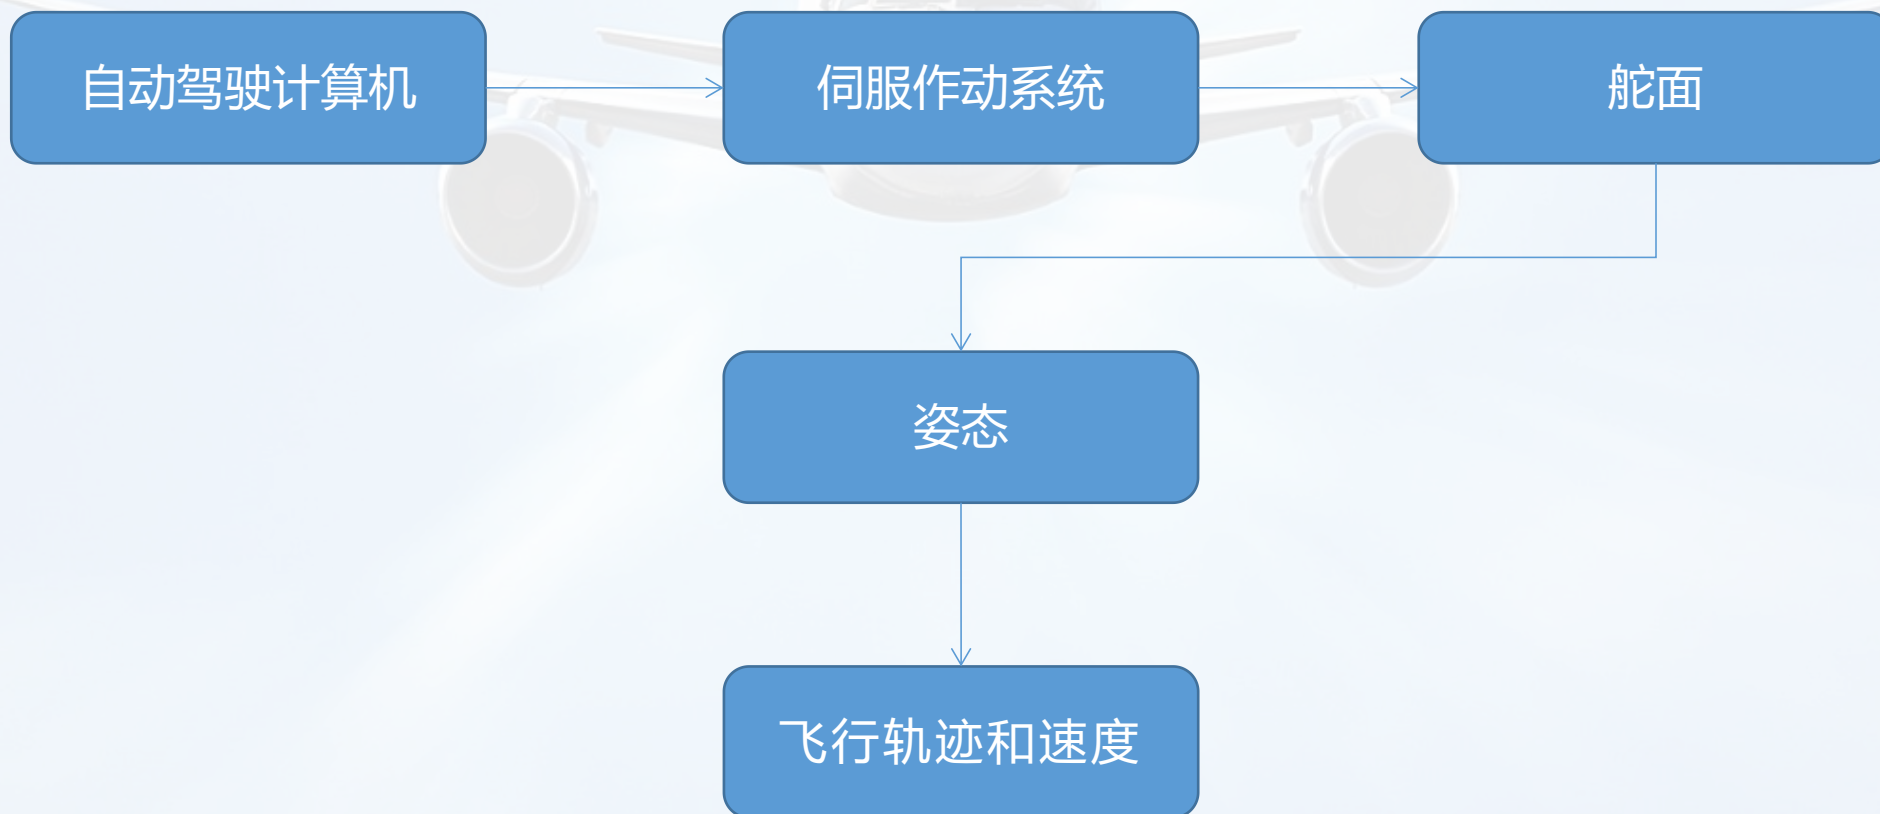 自动驾驶计算机
伺服作动系统
舵面
姿态
飞行轨迹和速度